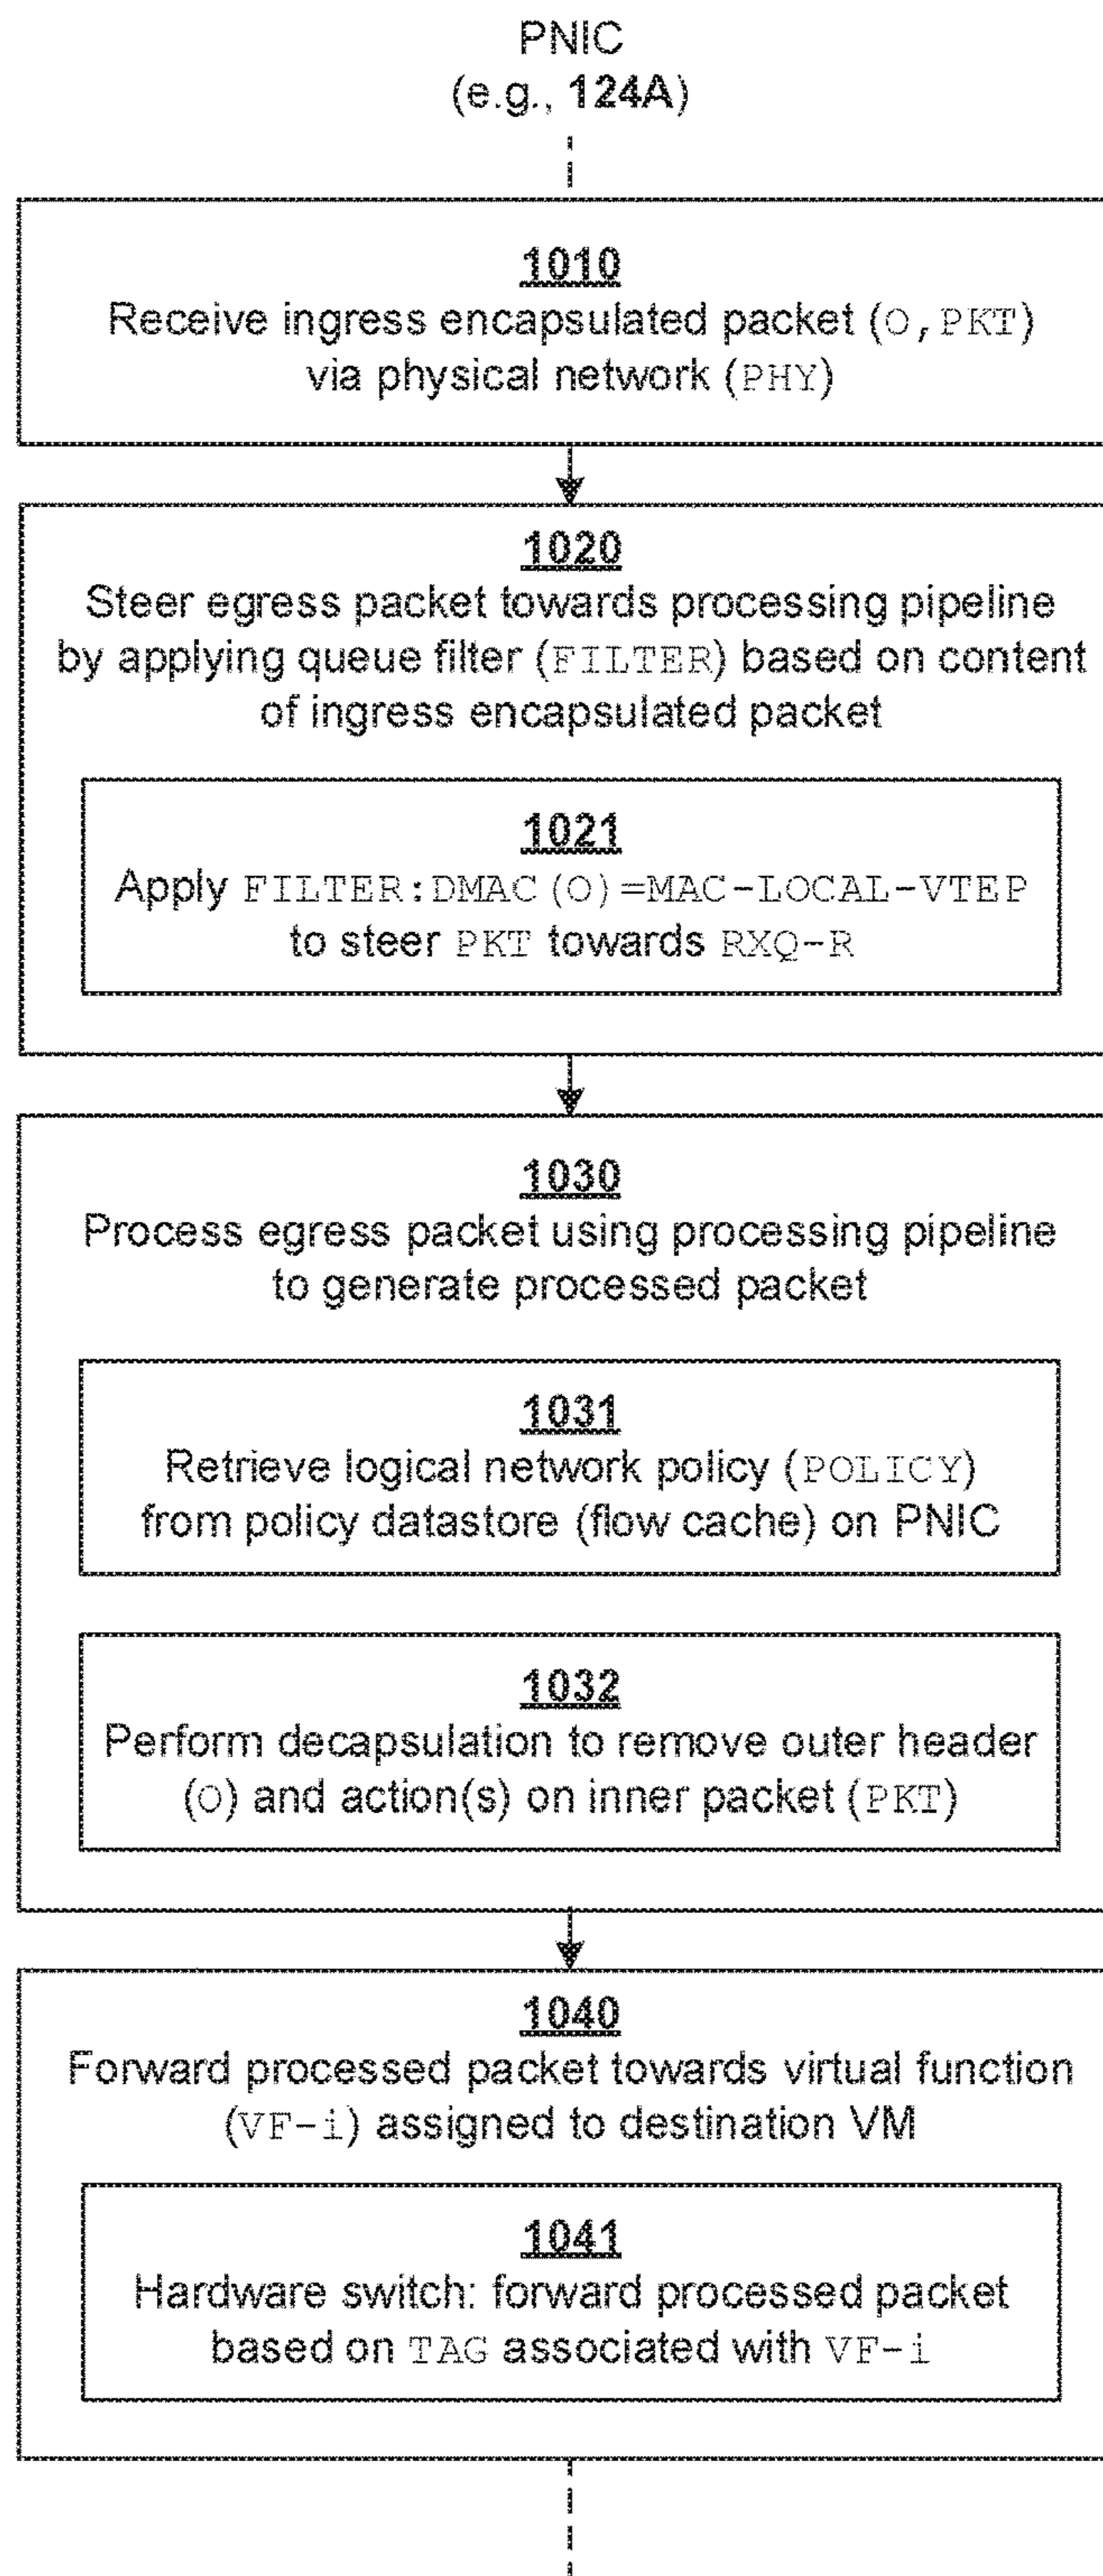 PNIC
(e.g., 124A)
1010
Receive ingress encapsulated packet (O,PKT)
via physical network (PHY)
1020
Steer egress packet towards processing pipeline
by applying queue filter (FILTER) based on content
of ingress encapsulated packet
1021
Apply FILTER:DMAC(O)=MAC-LOCAL-VTEP
to steer PKT towards RXQ-R
1030
Process egress packet using processing pipeline
to generate processed packet
1031
Retrieve logical network policy (POLICY)
from policy datastore (flow cache) on PNIC
1032
Perform decapsulation to remove outer header
(O) and action(s) on inner packet (PKT)
1040
Forward processed packet towards virtual function
(VF-i) assigned to destination VM
1041
Hardware switch: forward processed packet
based on TAG associated with VF-i